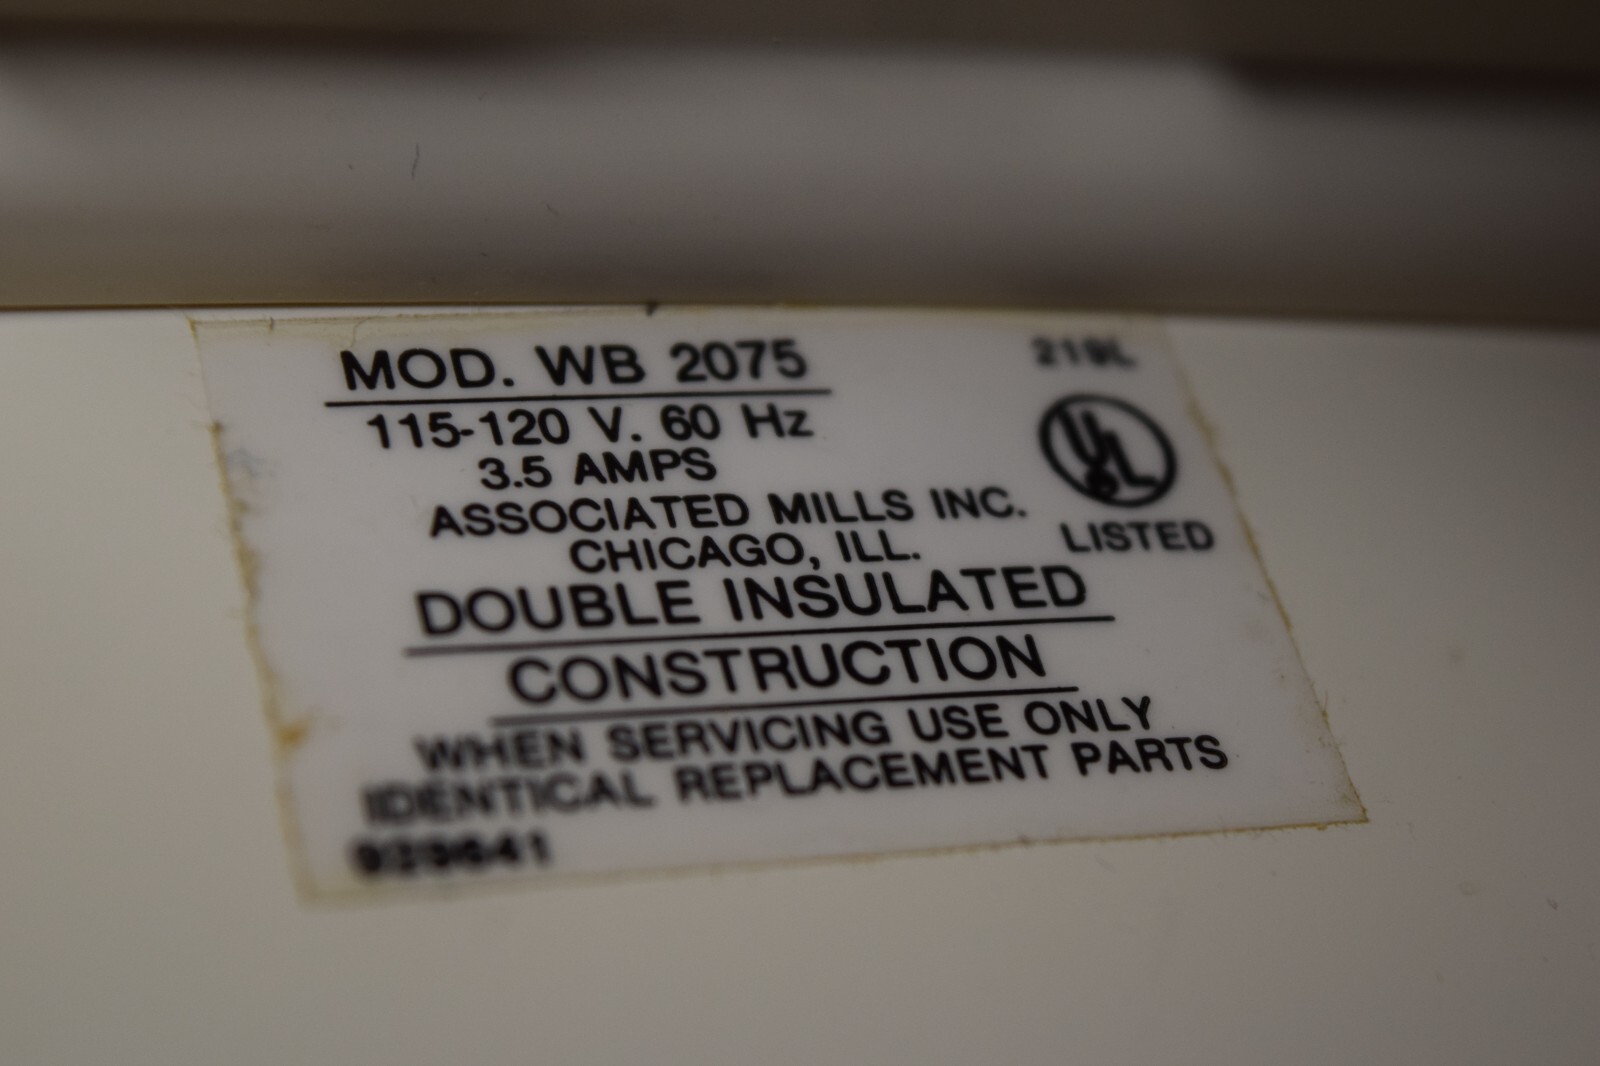 MOD. WB 2075
115-120 V. 60 Hz
3.5 AMPS
ASSOCIATED MILLS INC.
CHICAGO, ILL.
UL
LISTED
DOUBLE INSULATED
CONSTRUCTION
WHEN SERVICING USE ONLY
IDENTICAL REPLACEMENT PARTS